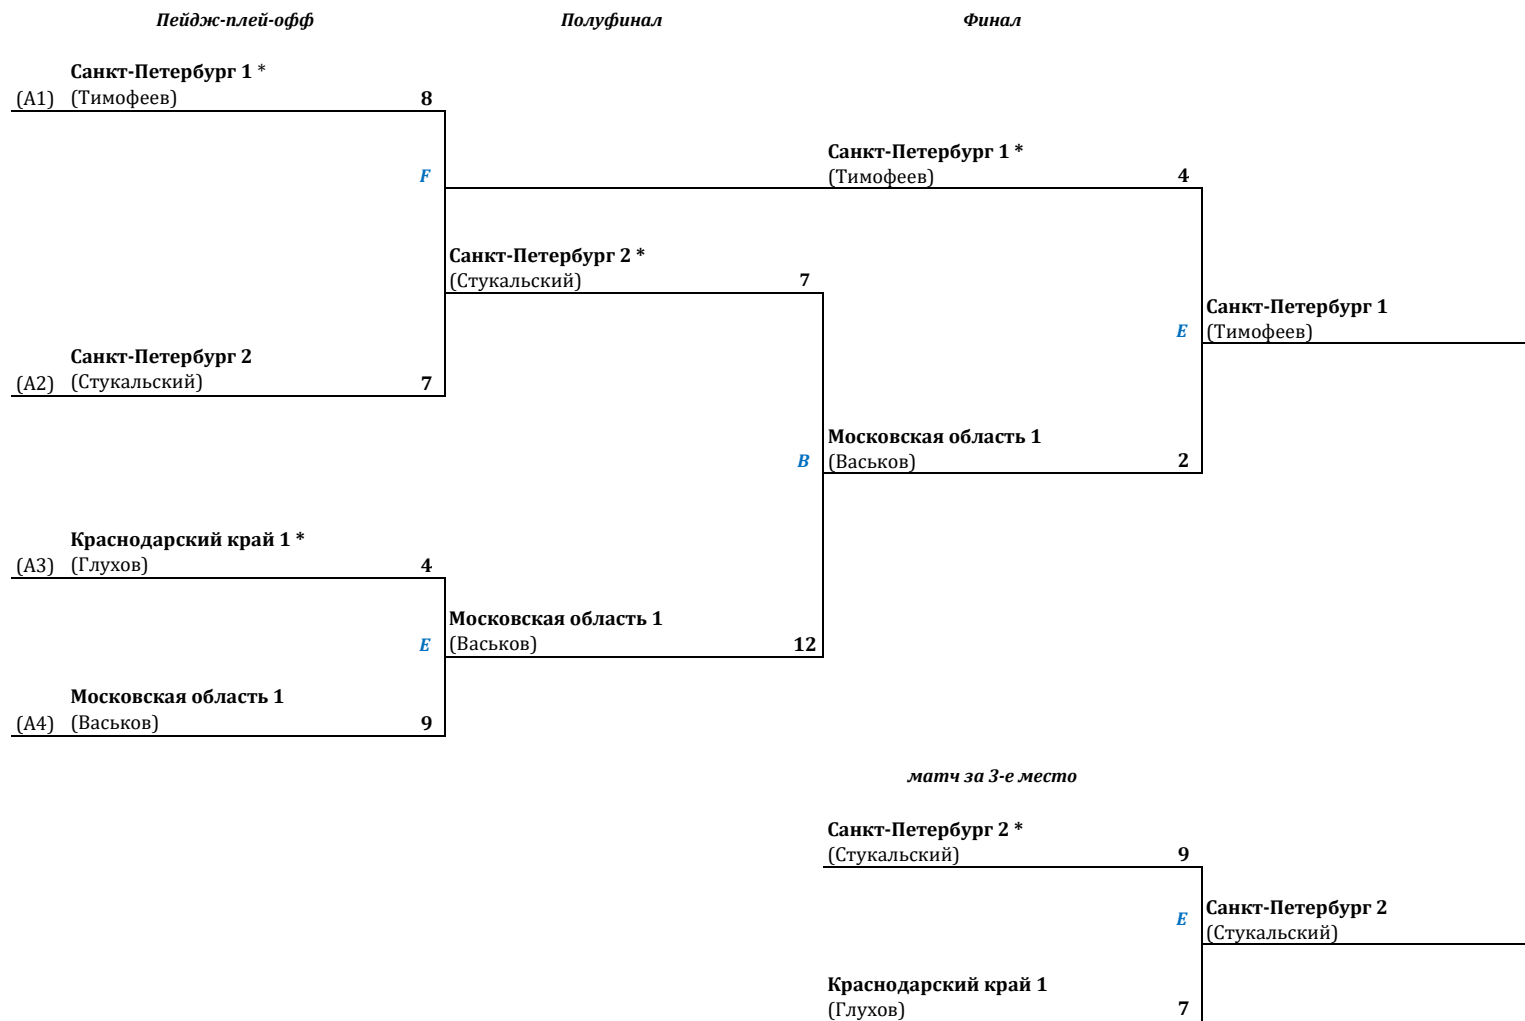 Пейдж-плей-офф Полуфинал Финал
Санкт-Петербург 1 *
(A1) (Тимофеев) 8
Санкт-Петербург 1 *
F (Тимофеев) 4
Санкт-Петербург 2 *
(Стукальский) 7
Санкт-Петербург 1
E (Тимофеев)
Санкт-Петербург 2
(A2) (Стукальский) 7
Московская область 1
B (Васьков) 2
Краснодарский край 1 *
(A3) (Глухов) 4
Московская область 1
E (Васьков) 12
Московская область 1
(A4) (Васьков) 9
матч за 3-е место
Санкт-Петербург 2 *
(Стукальский) 9
Санкт-Петербург 2
E (Стукальский)
Краснодарский край 1
(Глухов) 7